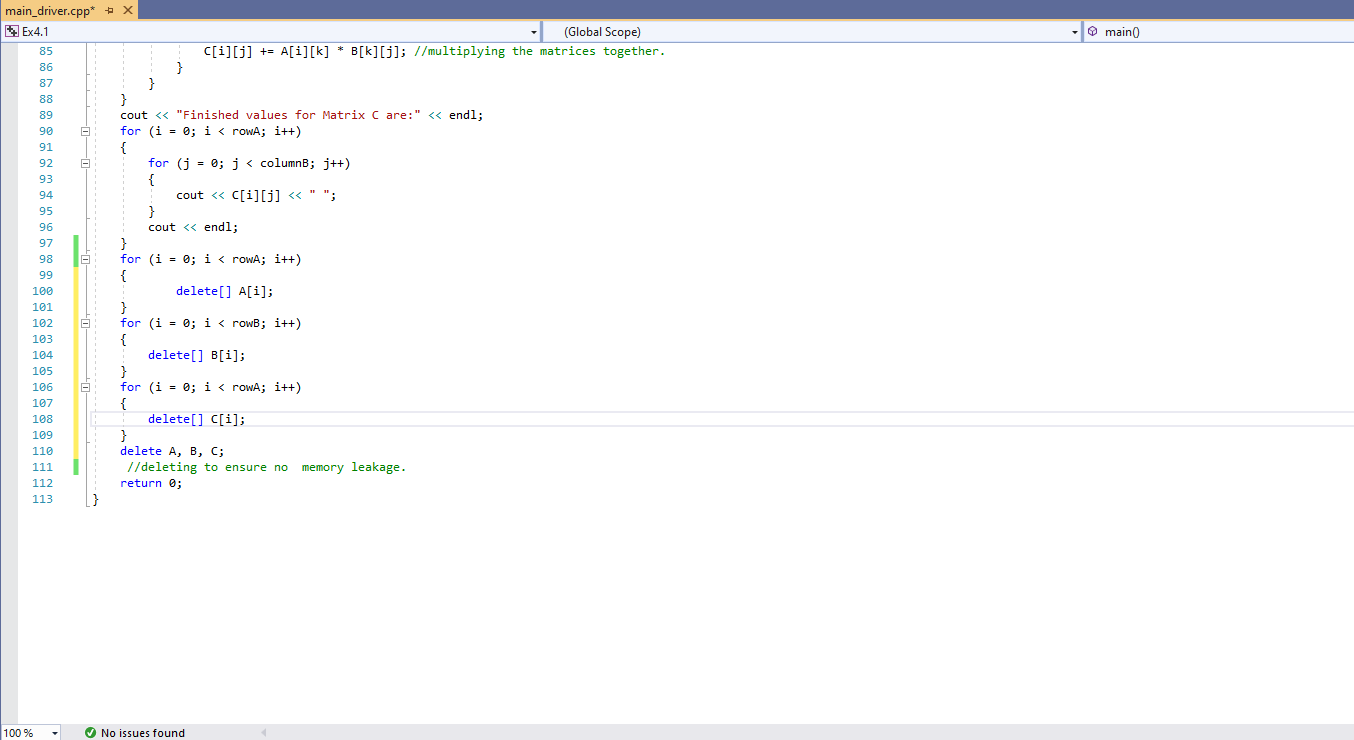 main_driver.cpp*
Ex4.1 (Global Scope) main()
85 C[i][j] += A[i][k] * B[k][j]; //multiplying the matrices together.
86 }
87 }
88 }
89 cout << "Finished values for Matrix C are:" << endl;
90 for (i = 0; i < rowA; i++)
91 {
92 for (j = 0; j < columnB; j++)
93 {
94 cout << C[i][j] << " ";
95 }
96 cout << endl;
97 }
98 for (i = 0; i < rowA; i++)
99 {
100 delete[] A[i];
101 }
102 for (i = 0; i < rowB; i++)
103 {
104 delete[] B[i];
105 }
106 for (i = 0; i < rowA; i++)
107 {
108 delete[] C[i];
109 }
110 delete A, B, C;
111 //deleting to ensure no  memory leakage.
112 return 0;
113 }
100 % No issues found